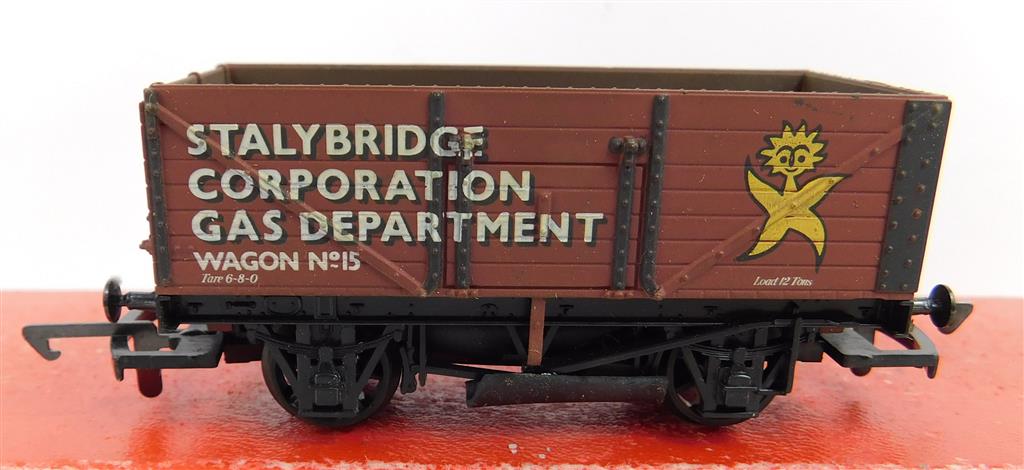 STALYBRIDGE
CORPORATION
GAS DEPARTMENT
WAGON Nº15
Tare 6-8-0
Load 12 Tons